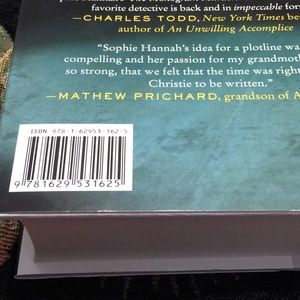 favorite detective is back and in impeccable for
—CHARLES TODD, New York Times be
author of An Unwilling Accomplice
"Sophie Hannah's idea for a plotline wa
compelling and her passion for my grandmoth
so strong, that we felt that the time was right
Christie to be written."
—MATHEW PRICHARD, grandson of A
ISBN 978-1-62953-162-5
9 781629 531625